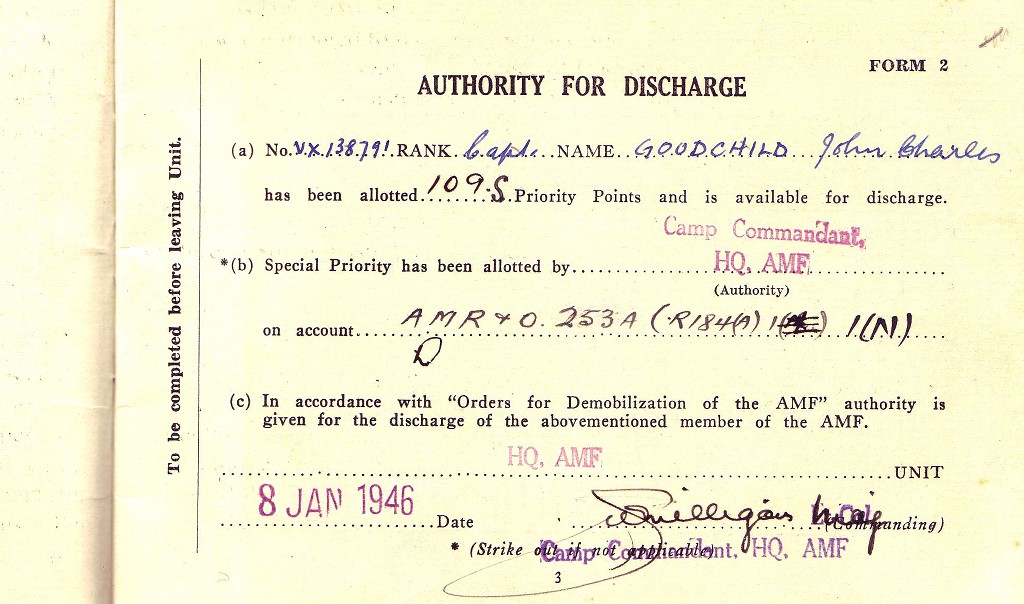 FORM 2
AUTHORITY FOR DISCHARGE
(a) No. VX138791. RANK. Capt. NAME. GOODCHILD John Charles
has been allotted 109.S. Priority Points and is available for discharge.
Camp Commandant,
*(b) Special Priority has been allotted by HQ, AMF
(Authority)
on account AMR & O. 253A (R184(A) 1 1(N)
To be completed before leaving Unit.
(c) In accordance with "Orders for Demobilization of the AMF" authority is
given for the discharge of the abovementioned member of the AMF.
HQ, AMF UNIT
8 JAN 1946 Date Milligan Maj (Commanding)
* (Strike out if not applicable) Camp Commandant, HQ, AMF
3